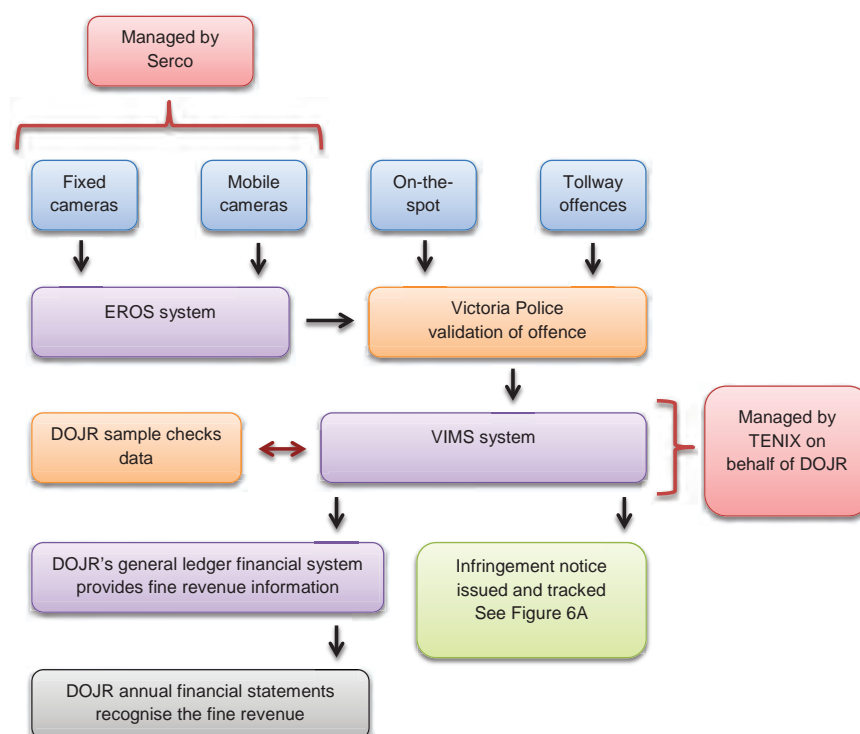 Managed by
Serco
Fixed
cameras
Mobile
cameras
On-the-
spot
Tollway
offences
EROS system
Victoria Police
validation of offence
DOJR sample checks
data
VIMS system
Managed by
TENIX on
behalf of DOJR
DOJR's general ledger financial system
provides fine revenue information
Infringement notice
issued and tracked
See Figure 6A
DOJR annual financial statements
recognise the fine revenue